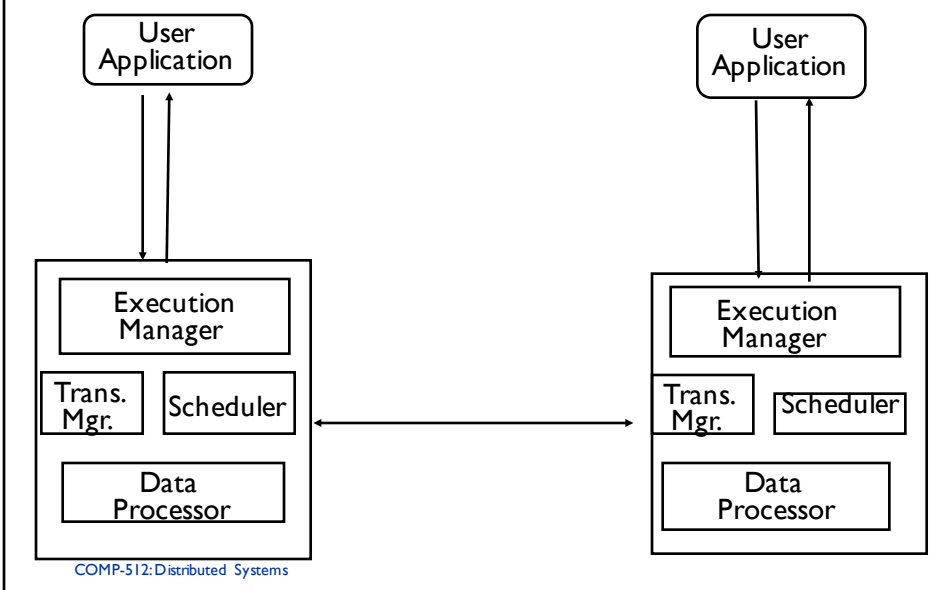 User
Application
User
Application
Execution
Manager
Trans.
Mgr.
Scheduler
Data
Processor
Execution
Manager
Trans.
Mgr.
Scheduler
Data
Processor
COMP-512: Distributed Systems